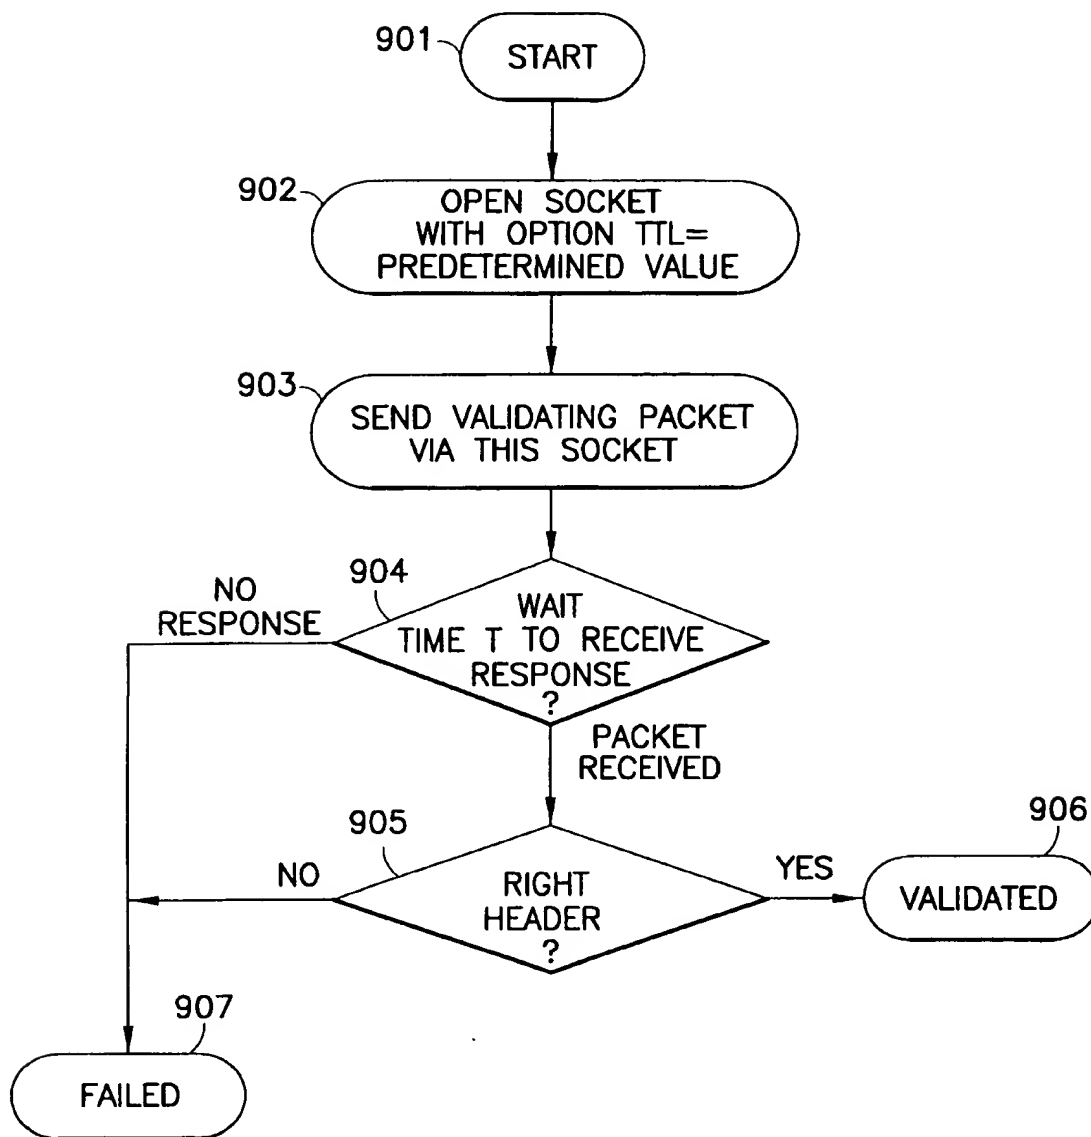 901
START
902
OPEN SOCKET
WITH OPTION TTL=
PREDETERMINED VALUE
903
SEND VALIDATING PACKET
VIA THIS SOCKET
904
NO
RESPONSE
WAIT
TIME T TO RECEIVE
RESPONSE
?
PACKET
RECEIVED
905
906
NO
RIGHT
HEADER
?
YES
VALIDATED
907
FAILED